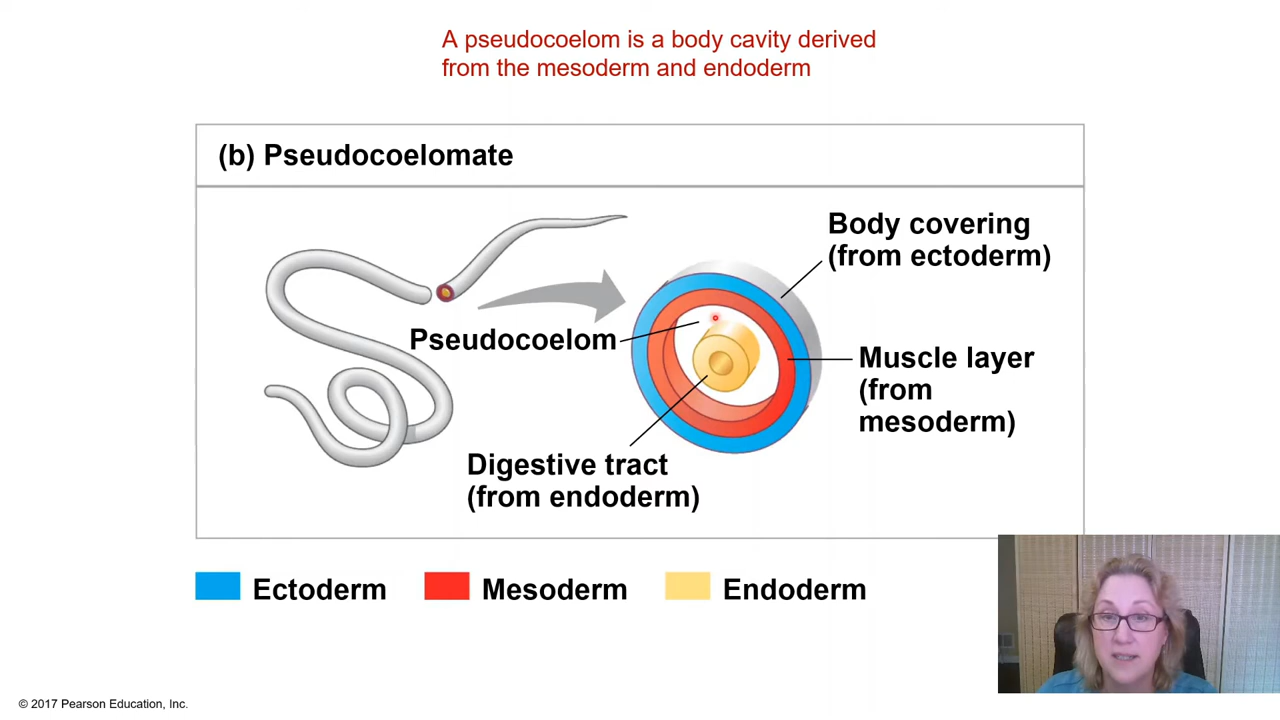 A pseudocoelom is a body cavity derived
from the mesoderm and endoderm
(b) Pseudocoelomate
Body covering
(from ectoderm)
Pseudocoelom
Muscle layer
(from
mesoderm)
Digestive tract
(from endoderm)
Ectoderm
Mesoderm
Endoderm
© 2017 Pearson Education, Inc.